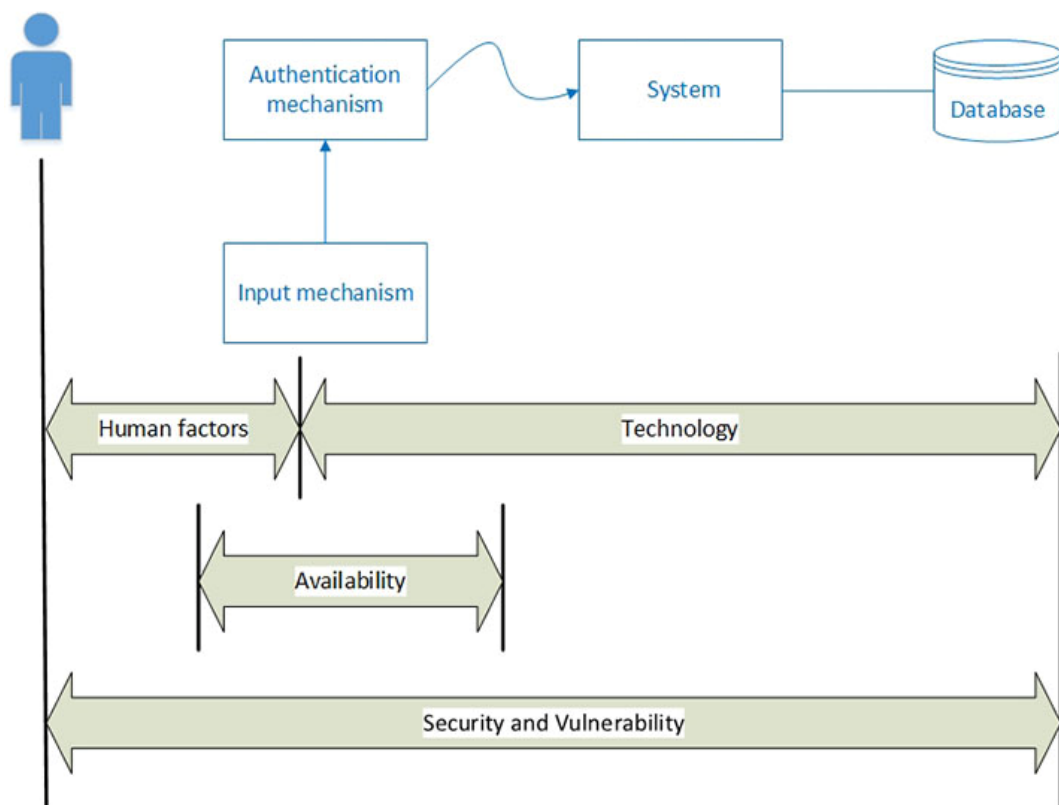 Authentication
mechanism
System
Database
Input mechanism
Human factors
Technology
Availability
Security and Vulnerability